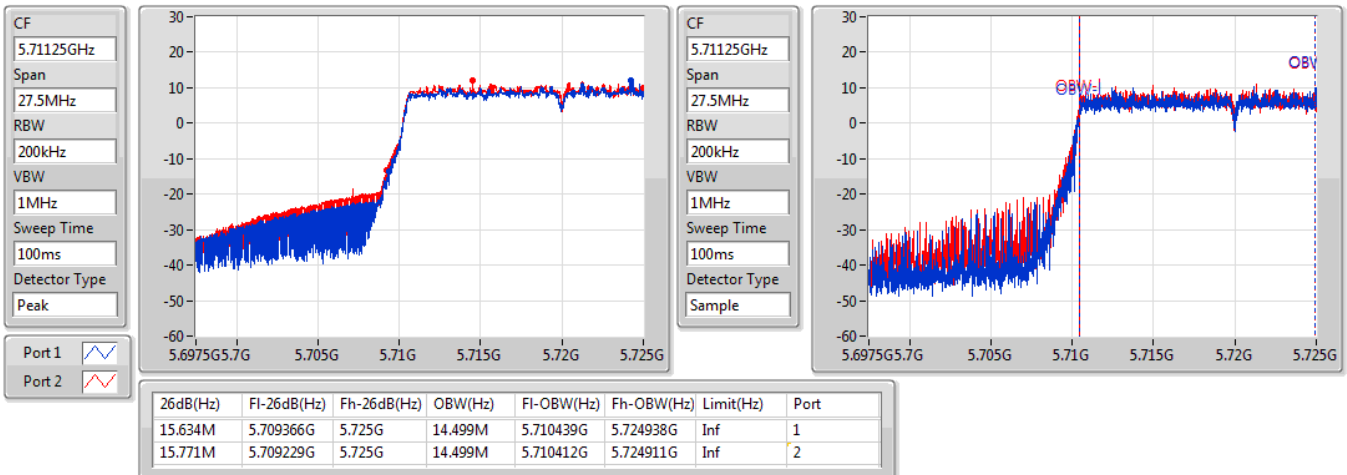 CF
5.71125GHz
Span
27.5MHz
RBW
200kHz
VBW
1MHz
Sweep Time
100ms
Detector Type
Peak
Port 1
Port 2
30
20
10
0
-10
-20
-30
-40
-50
-60
5.6975G 5.7G 5.705G 5.71G 5.715G 5.72G 5.725G
CF
5.71125GHz
Span
27.5MHz
RBW
200kHz
VBW
1MHz
Sweep Time
100ms
Detector Type
Sample
30
20
10
0
-10
-20
-30
-40
-50
-60
OBW-
OBW
5.6975G 5.7G 5.705G 5.71G 5.715G 5.72G 5.725G
26dB(Hz) Fl-26dB(Hz) Fh-26dB(Hz) OBW(Hz) Fl-OBW(Hz) Fh-OBW(Hz) Limit(Hz) Port
15.634M 5.709366G 5.725G 14.499M 5.710439G 5.724938G Inf 1
15.771M 5.709229G 5.725G 14.499M 5.710412G 5.724911G Inf 2